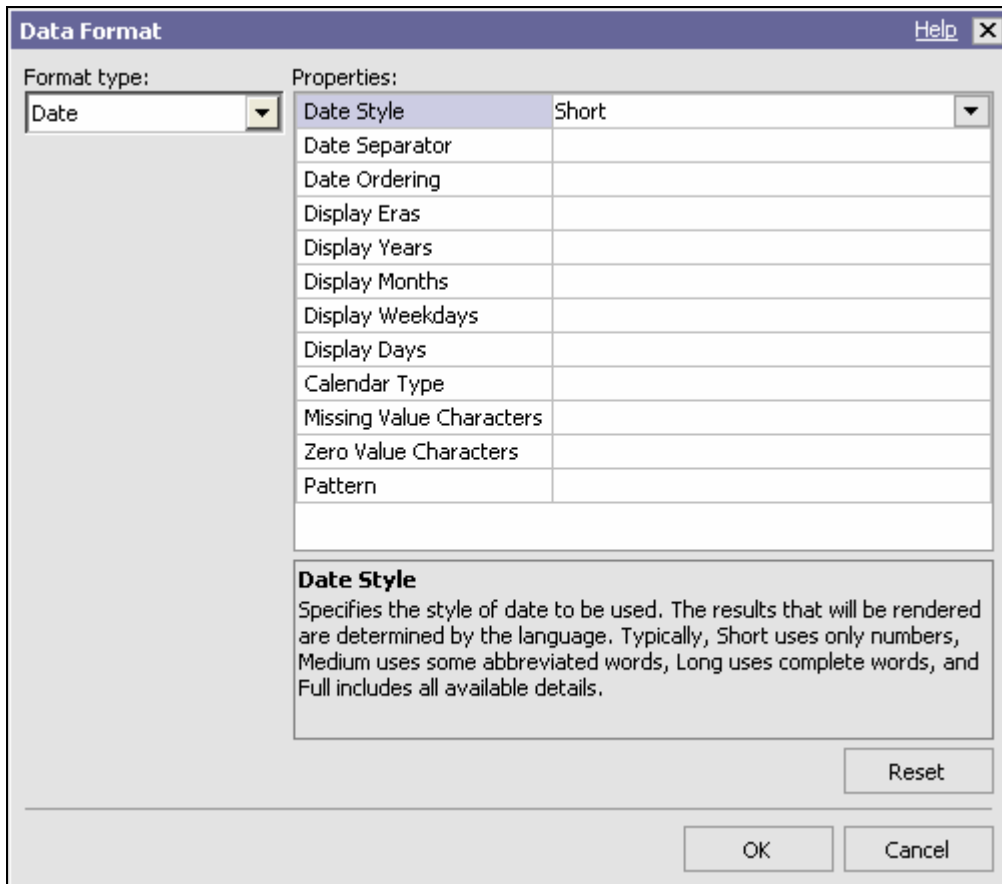 Data Format Help
Format type:
Date
Properties:
Date Style Short
Date Separator
Date Ordering
Display Eras
Display Years
Display Months
Display Weekdays
Display Days
Calendar Type
Missing Value Characters
Zero Value Characters
Pattern
Date Style
Specifies the style of date to be used. The results that will be rendered
are determined by the language. Typically, Short uses only numbers,
Medium uses some abbreviated words, Long uses complete words, and
Full includes all available details.
Reset
OK Cancel